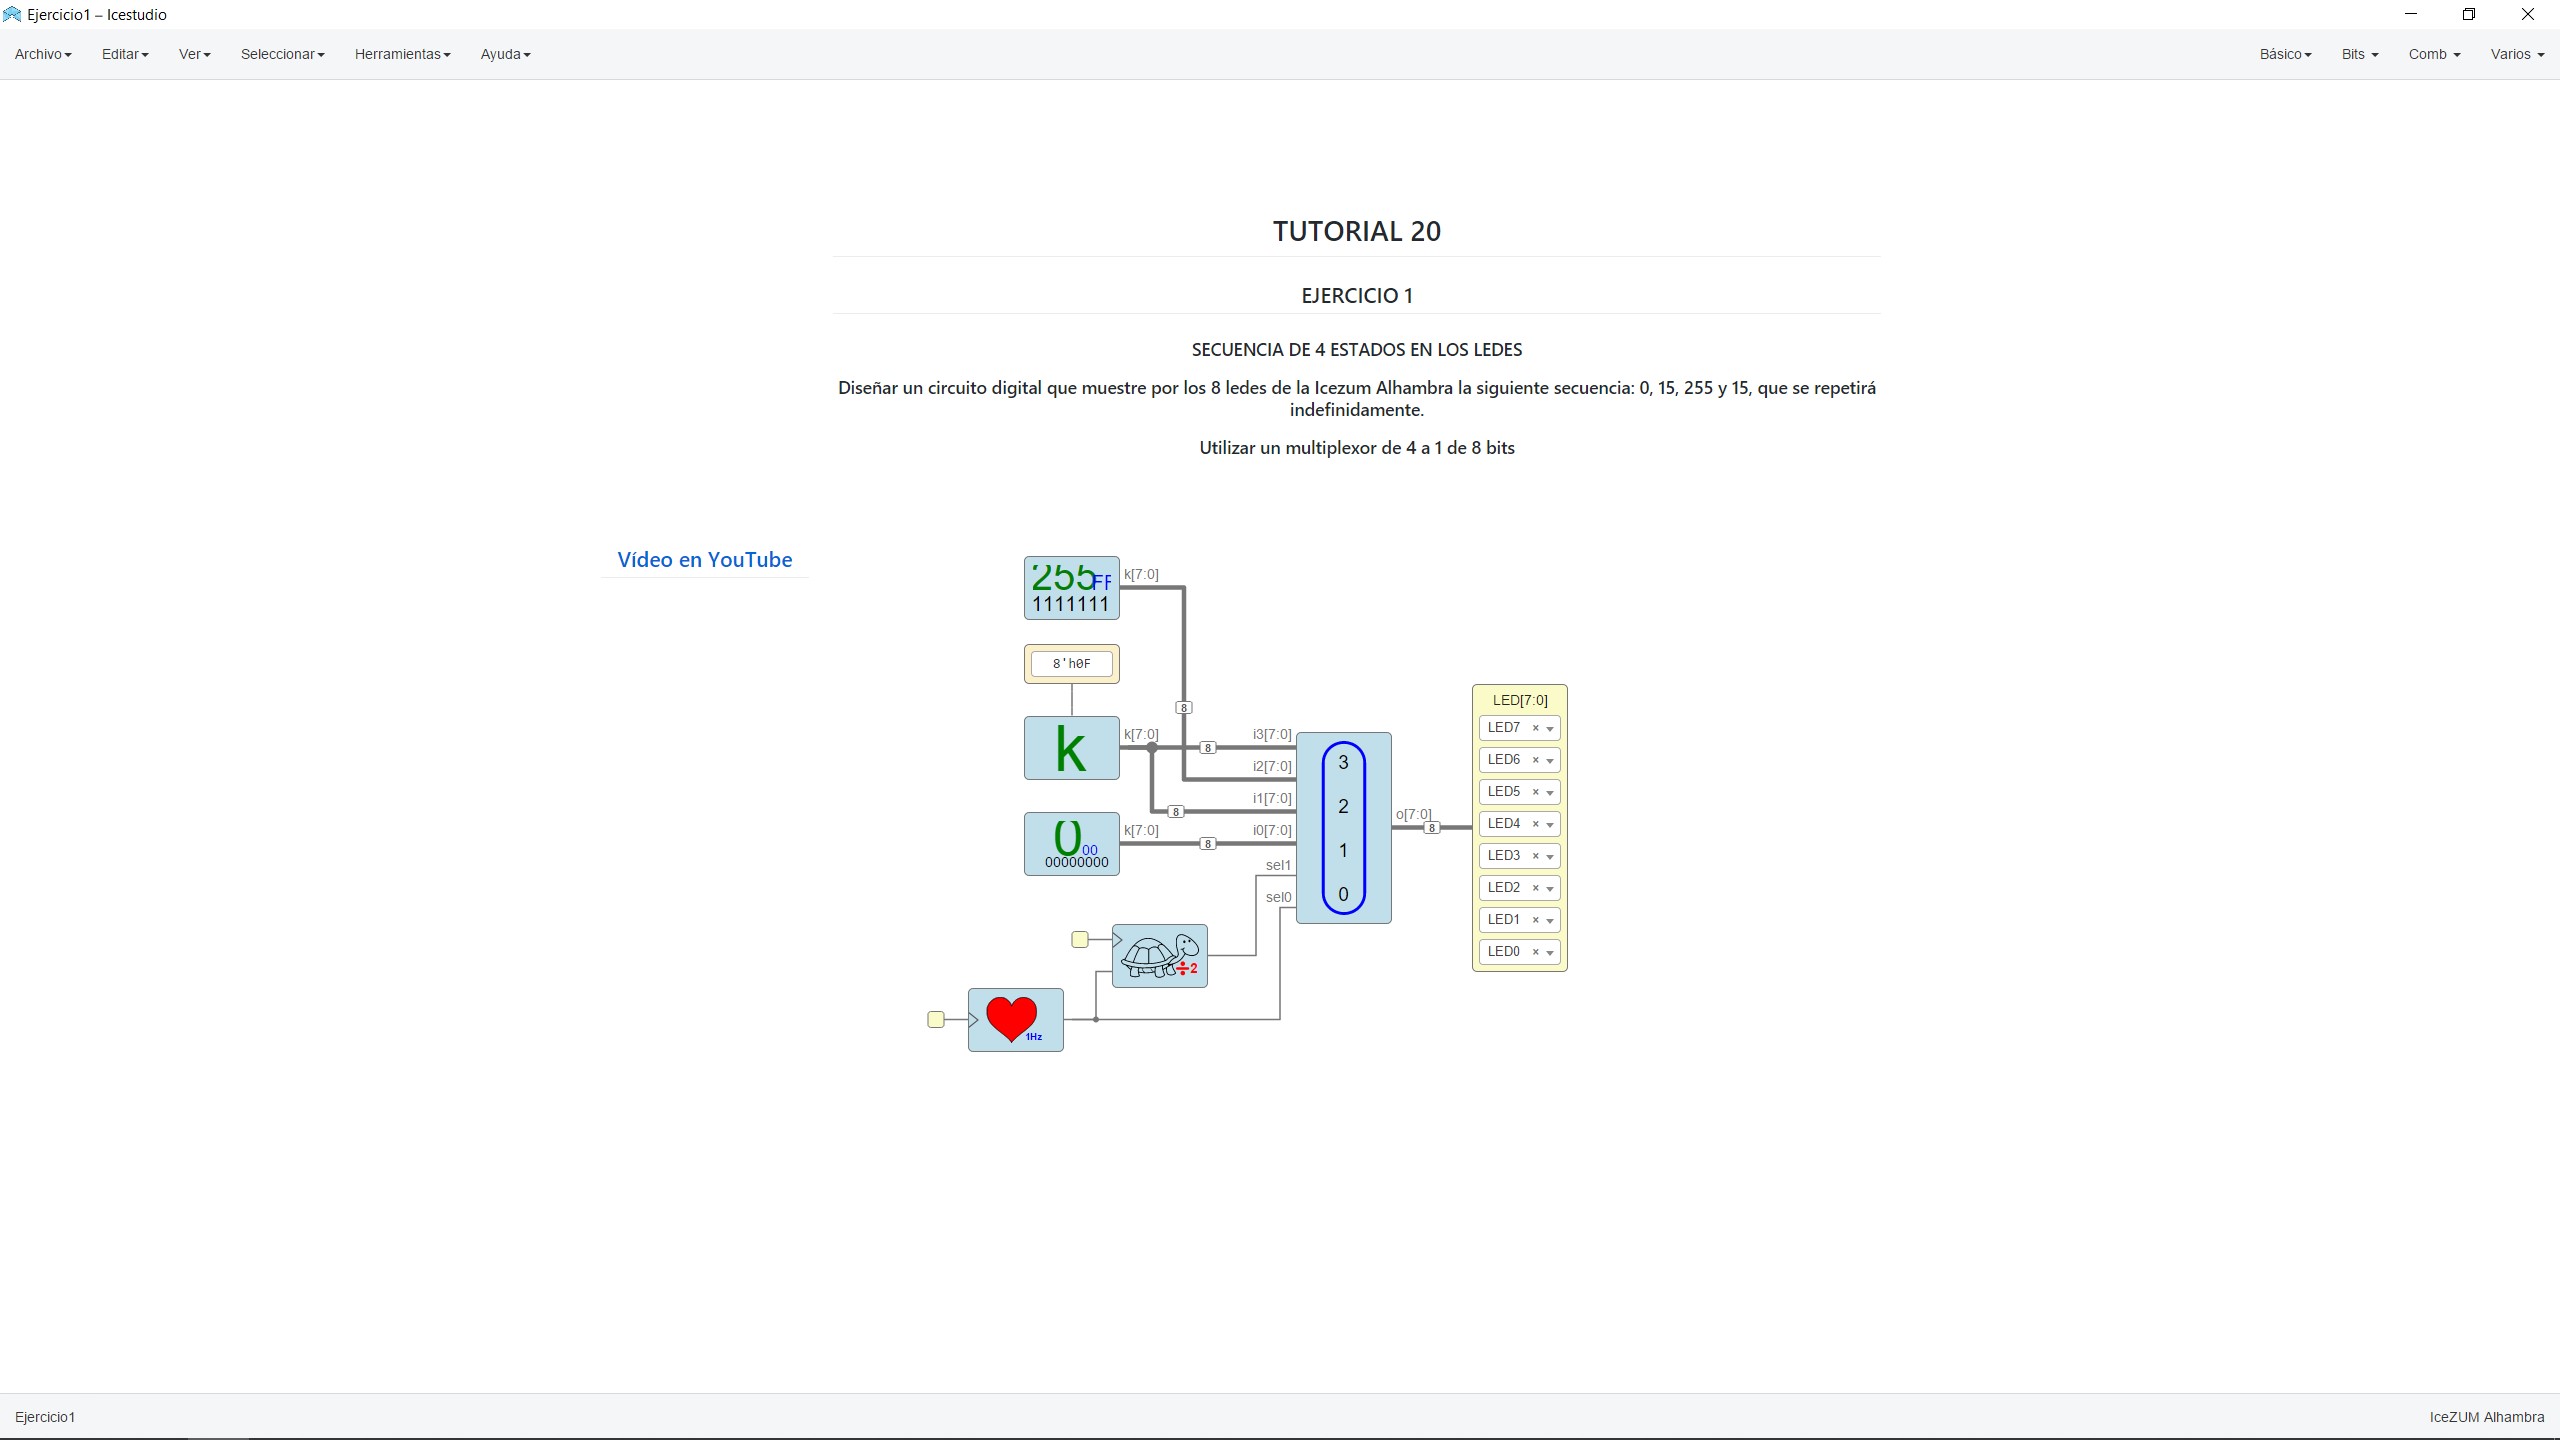 Ejercicio1 – Icestudio
Archivo Editar Ver Seleccionar Herramientas Ayuda Básico Bits Comb Varios
TUTORIAL 20
EJERCICIO 1
SECUENCIA DE 4 ESTADOS EN LOS LEDES
Diseñar un circuito digital que muestre por los 8 ledes de la Icezum Alhambra la siguiente secuencia: 0, 15, 255 y 15, que se repetirá
indefinidamente.
Utilizar un multiplexor de 4 a 1 de 8 bits
Vídeo en YouTube
255 FF
1111111
k[7:0]
8'h0F
8
k
k[7:0]
8
8
0 00
00000000
k[7:0]
8
i3[7:0]
i2[7:0]
i1[7:0]
i0[7:0]
sel1
sel0
3
2
1
0
o[7:0]
8
LED[7:0]
LED7 ×
LED6 ×
LED5 ×
LED4 ×
LED3 ×
LED2 ×
LED1 ×
LED0 ×
÷2
1Hz
Ejercicio1 IceZUM Alhambra